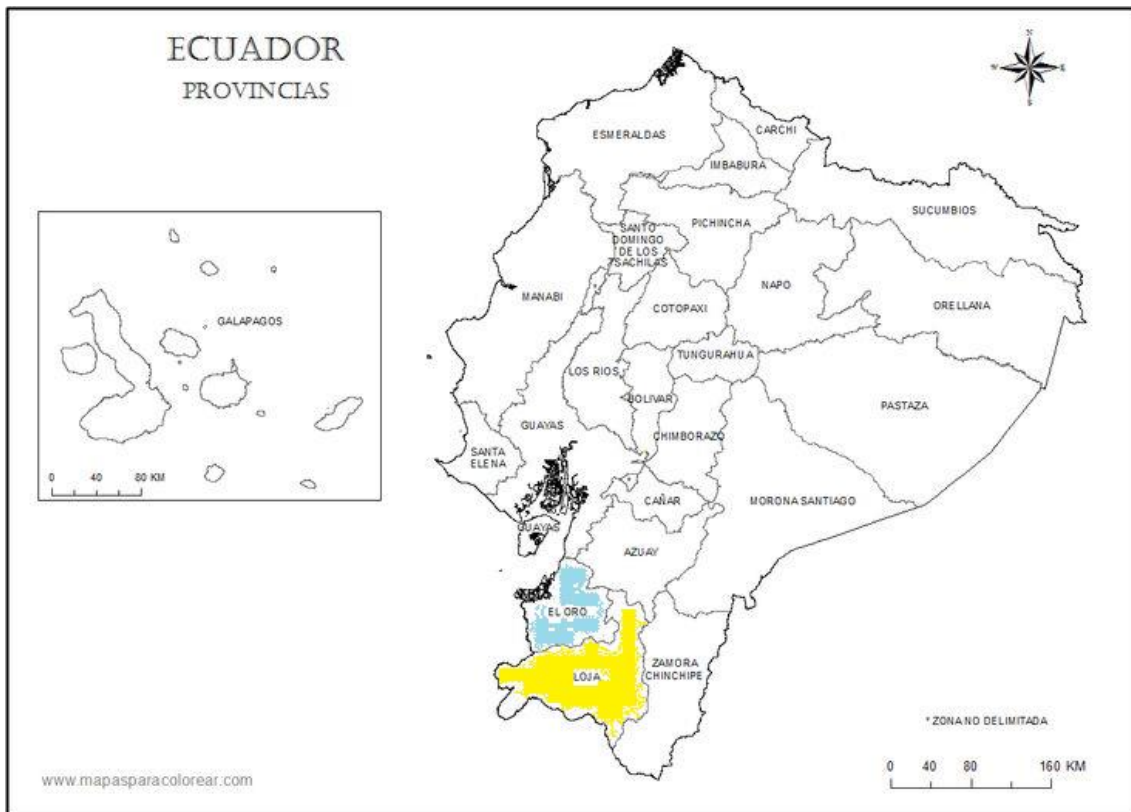 ECUADOR
PROVINCIAS
N
W
E
S
ESMERALDAS
CARCHI
IMBABURA
SUCUMBIOS
PICHINCHA
SANTO
DOMINGO
DE LOS
TSACHILAS
NAPO
MANABI
COTOPAXI
ORELLANA
GALAPAGOS
TUNGURAHUA
LOS RIOS
BOLIVAR
PASTAZA
GUAYAS
CHIMBORAZO
SANTA
ELENA
0 40 80 KM
CAÑAR
MORONA SANTIAGO
GUAYAS
AZUAY
EL ORO
ZAMORA
CHINCHIPE
LOJA
* ZONA NO DELIMITADA
www.mapasparacolorear.com
0 40 80 160 KM